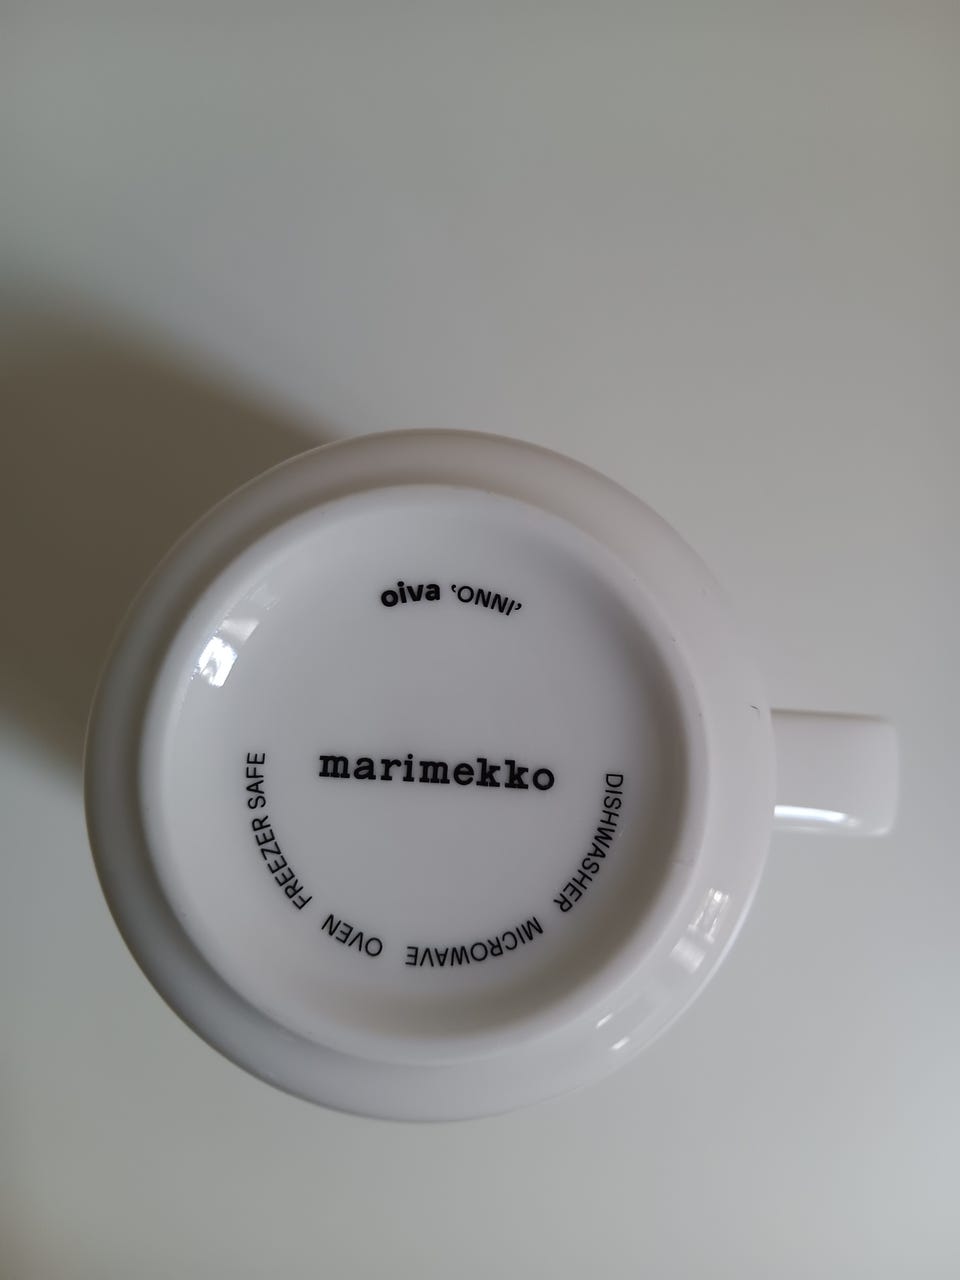 oiva ‘ONNI’
marimekko
DISHWASHER MICROWAVE OVEN FREEZER SAFE